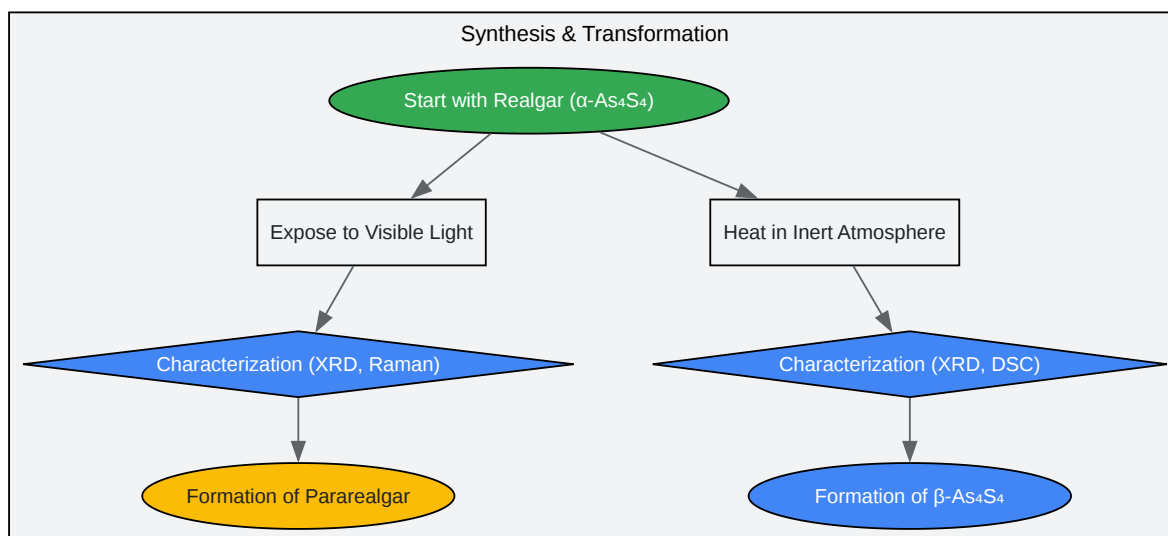 Synthesis & Transformation
Start with Realgar (α-As₄S₄)
Expose to Visible Light
Heat in Inert Atmosphere
Characterization (XRD, Raman)
Characterization (XRD, DSC)
Formation of Pararealgar
Formation of β-As₄S₄